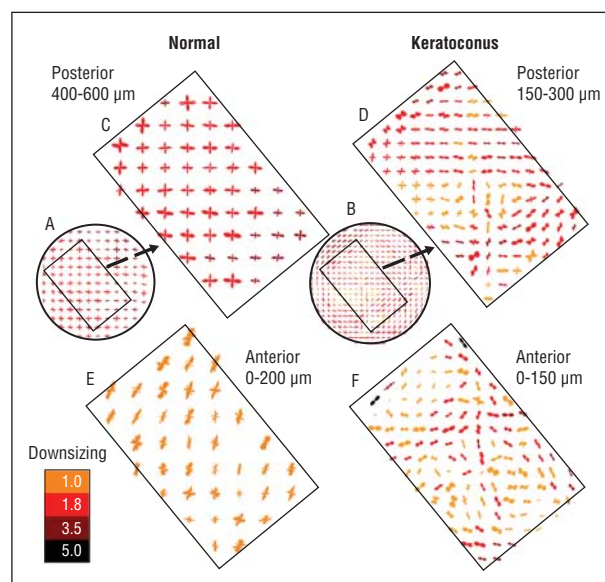 Normal
Keratoconus
Posterior
400-600 µm
C
Posterior
150-300 µm
D
A
B
E
Anterior
0-200 µm
F
Anterior
0-150 µm
Downsizing
1.0
1.8
3.5
5.0